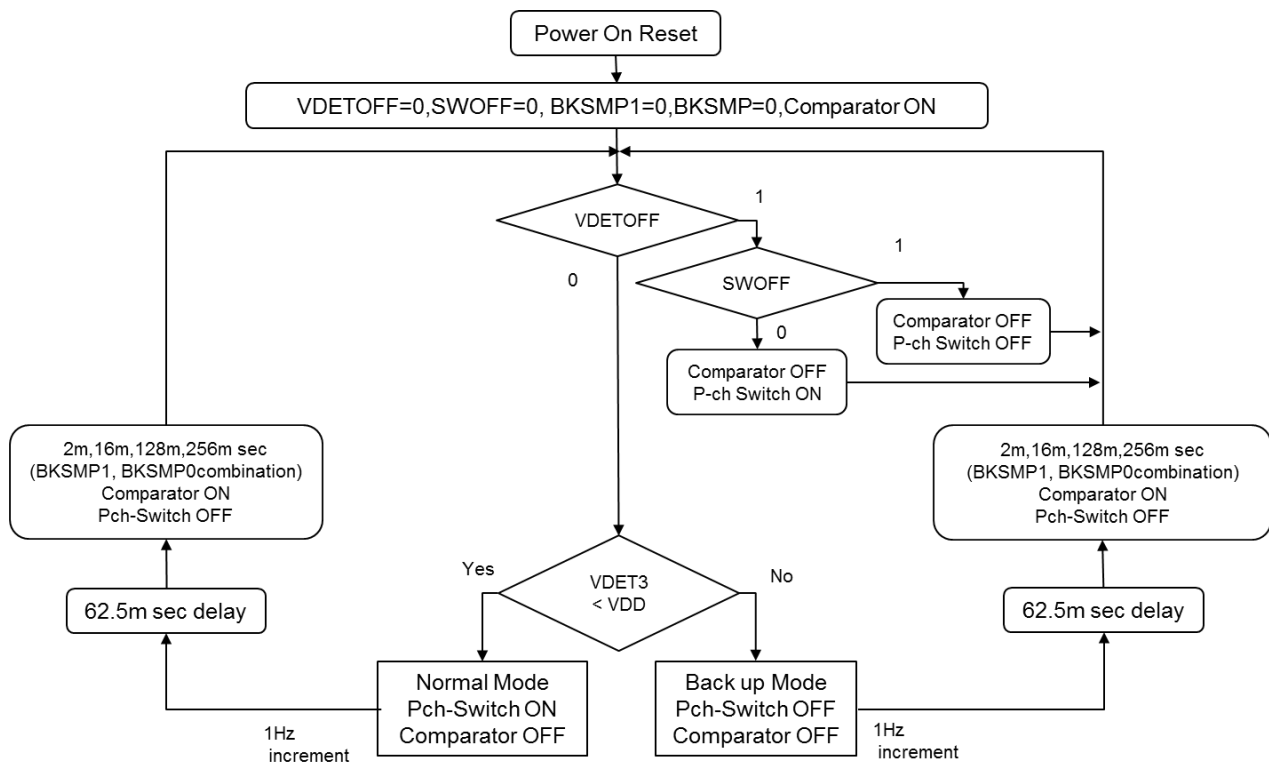 Power On Reset
VDETOFF=0,SWOFF=0, BKSMP1=0,BKSMP=0,Comparator ON
VDETOFF
1
0
SWOFF
1
0
Comparator OFF
P-ch Switch OFF
Comparator OFF
P-ch Switch ON
2m,16m,128m,256m sec
(BKSMP1, BKSMP0combination)
Comparator ON
Pch-Switch OFF
2m,16m,128m,256m sec
(BKSMP1, BKSMP0combination)
Comparator ON
Pch-Switch OFF
Yes
VDET3
< VDD
No
62.5m sec delay
62.5m sec delay
Normal Mode
Pch-Switch ON
Comparator OFF
Back up Mode
Pch-Switch OFF
Comparator OFF
1Hz
increment
1Hz
increment